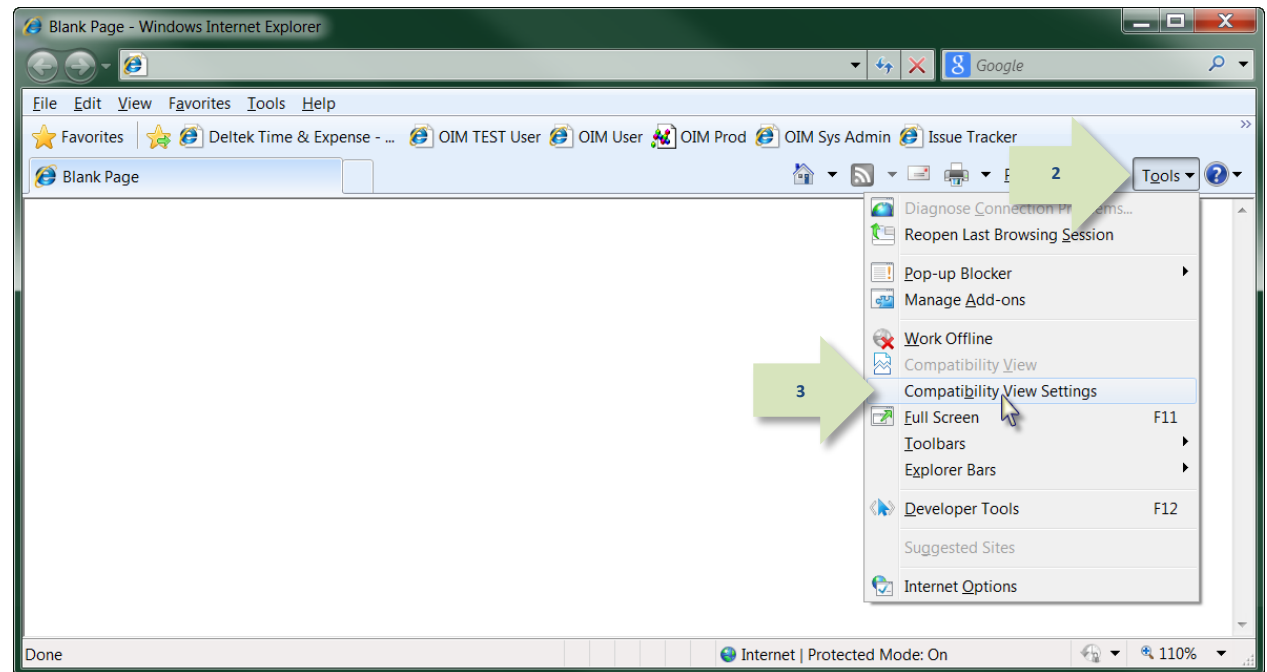 Blank Page - Windows Internet Explorer
Google
File Edit View Favorites Tools Help
Favorites Deltek Time & Expense - ... OIM TEST User OIM User OIM Prod OIM Sys Admin Issue Tracker
Blank Page 2 Tools
Diagnose Connection
Reopen Last Browsing Session
Pop-up Blocker
Manage Add-ons
Work Offline
Compatibility View
3 Compatibility View Settings
Full Screen F11
Toolbars
Explorer Bars
Developer Tools F12
Suggested Sites
Internet Options
Done Internet | Protected Mode: On 110%